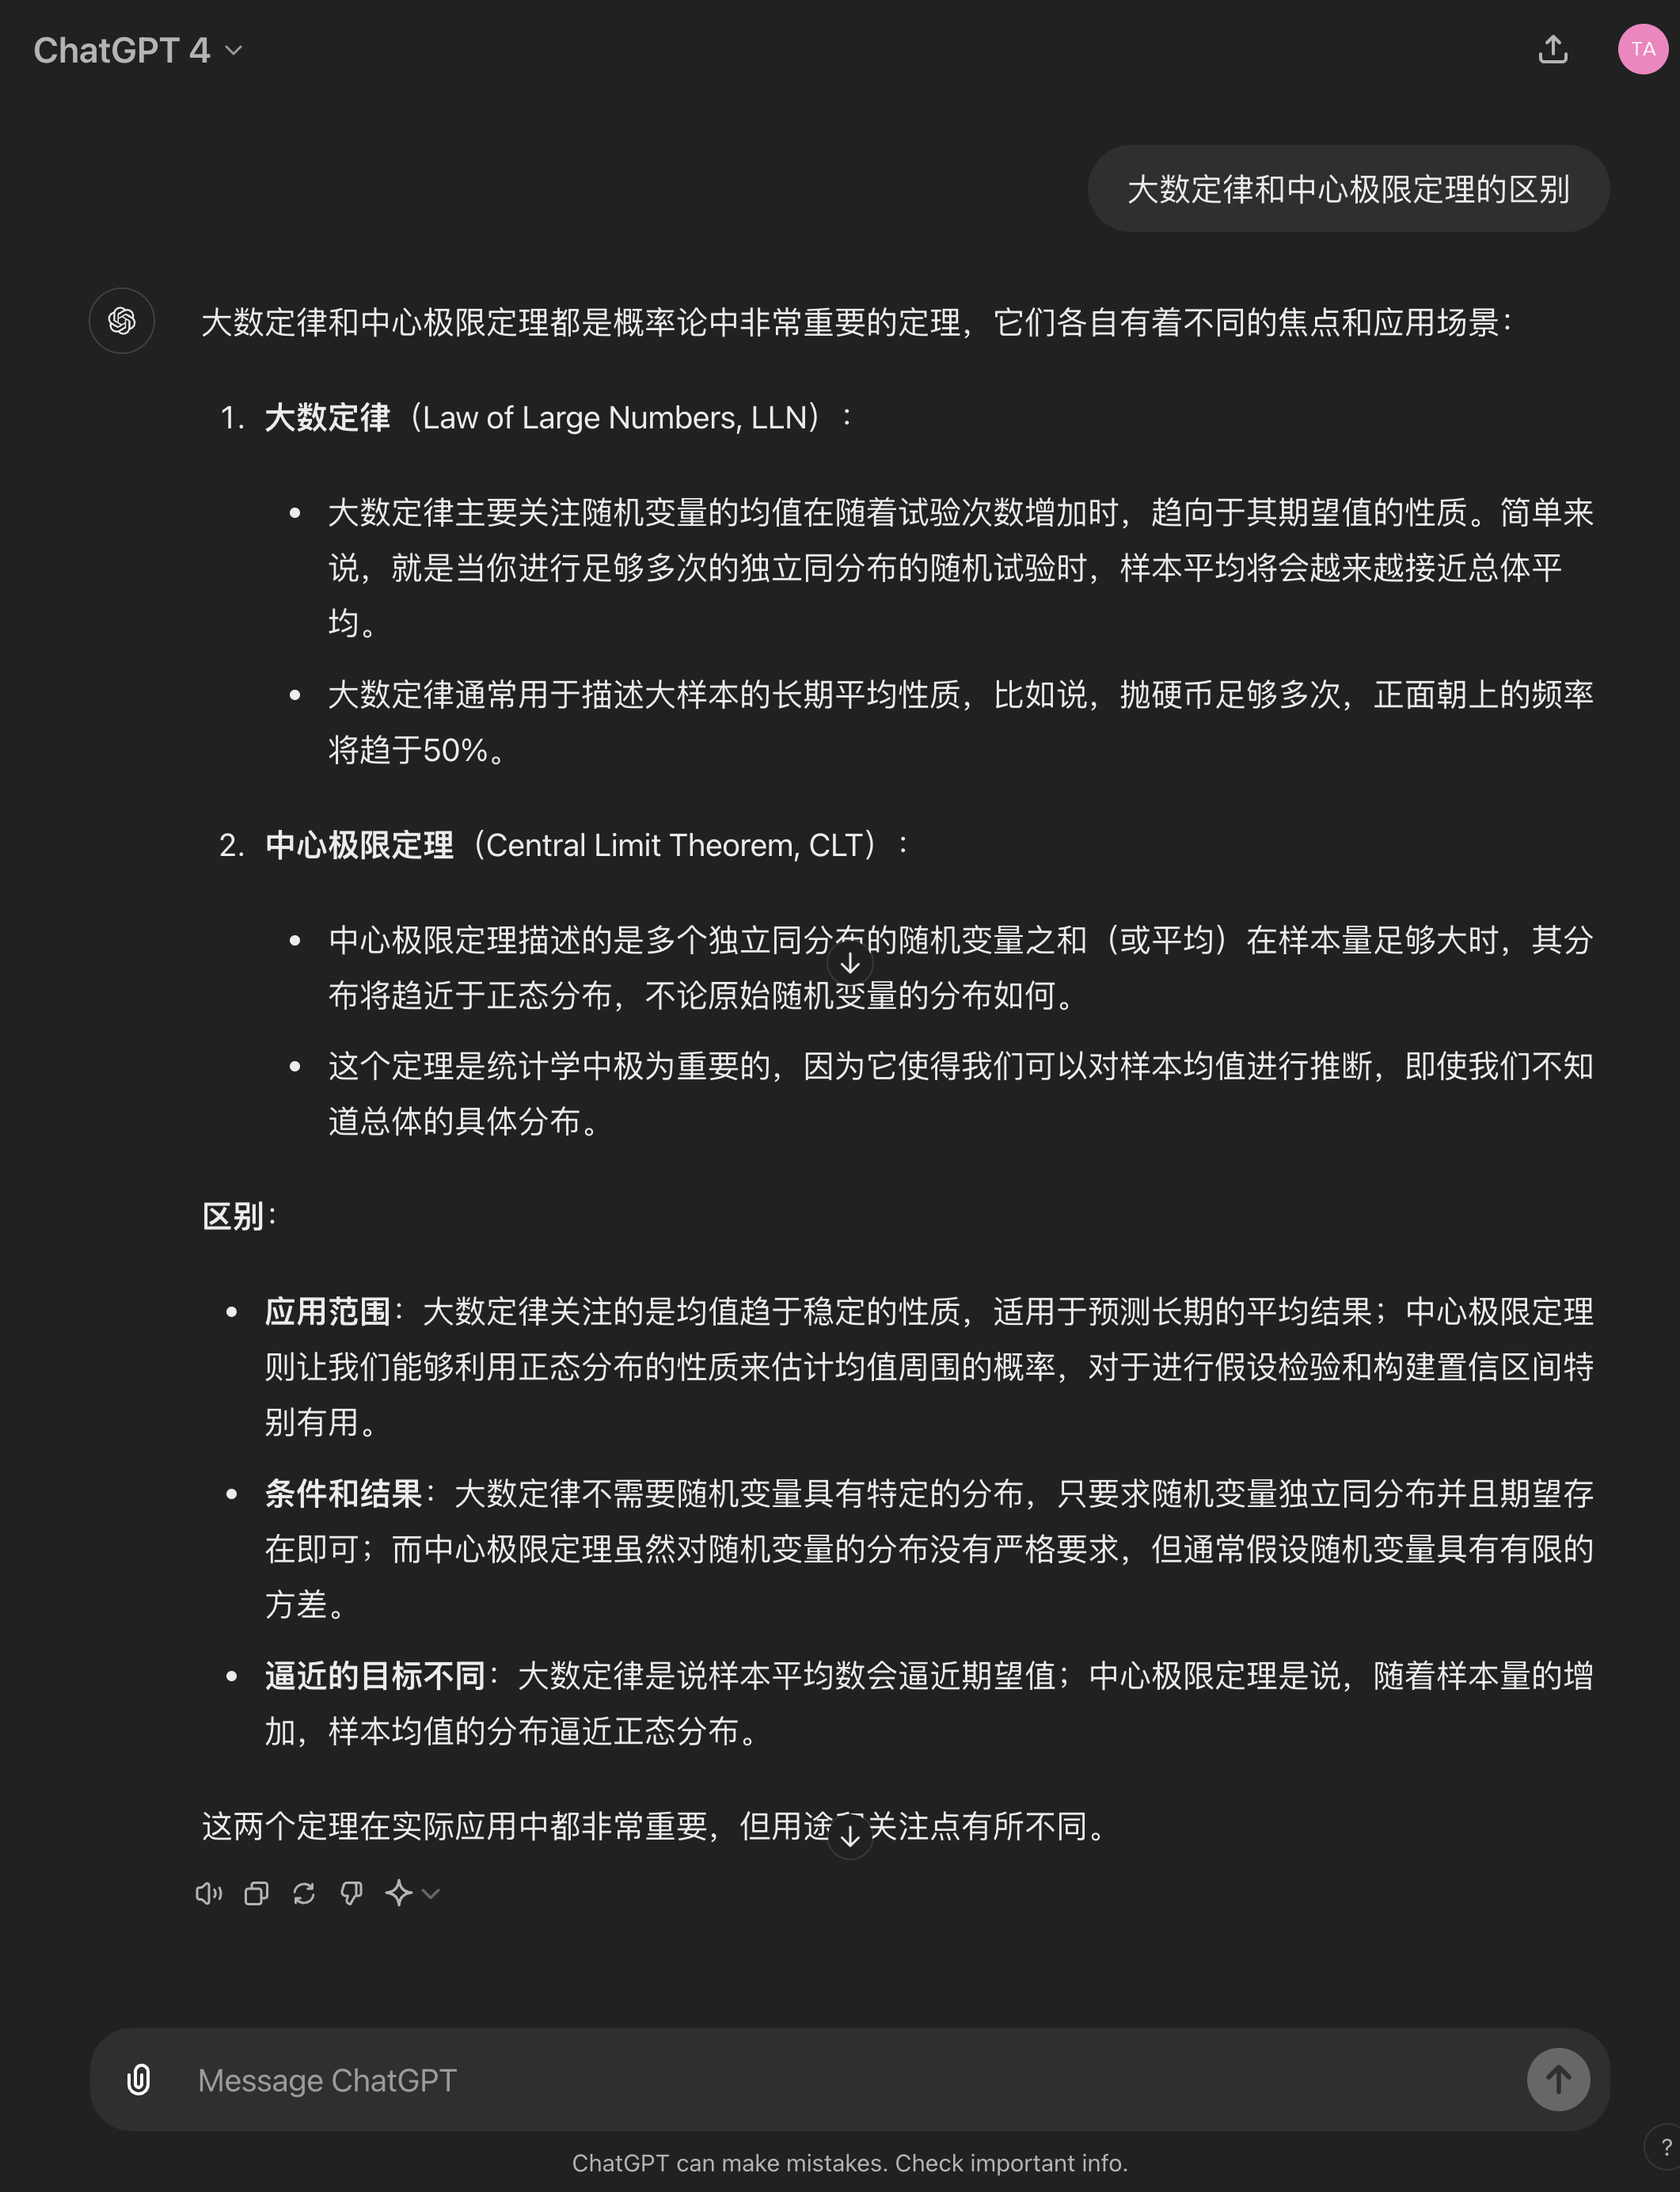 ChatGPT 4
TA
大数定律和中心极限定理的区别
大数定律和中心极限定理都是概率论中非常重要的定理，它们各自有着不同的焦点和应用场景：
1. 大数定律（Law of Large Numbers, LLN）：
• 大数定律主要关注随机变量的均值在随着试验次数增加时，趋向于其期望值的性质。简单来
说，就是当你进行足够多次的独立同分布的随机试验时，样本平均将会越来越接近总体平
均。
• 大数定律通常用于描述大样本的长期平均性质，比如说，抛硬币足够多次，正面朝上的频率
将趋于50%。
2. 中心极限定理（Central Limit Theorem, CLT）：
• 中心极限定理描述的是多个独立同分布的随机变量之和（或平均）在样本量足够大时，其分
布将趋近于正态分布，不论原始随机变量的分布如何。
• 这个定理是统计学中极为重要的，因为它使得我们可以对样本均值进行推断，即使我们不知
道总体的具体分布。
区别：
• 应用范围：大数定律关注的是均值趋于稳定的性质，适用于预测长期的平均结果；中心极限定理
则让我们能够利用正态分布的性质来估计均值周围的概率，对于进行假设检验和构建置信区间特
别有用。
• 条件和结果：大数定律不需要随机变量具有特定的分布，只要求随机变量独立同分布并且期望存
在即可；而中心极限定理虽然对随机变量的分布没有严格要求，但通常假设随机变量具有有限的
方差。
• 逼近的目标不同：大数定律是说样本平均数会逼近期望值；中心极限定理是说，随着样本量的增
加，样本均值的分布逼近正态分布。
这两个定理在实际应用中都非常重要，但用途关注点有所不同。
Message ChatGPT
ChatGPT can make mistakes. Check important info.
?